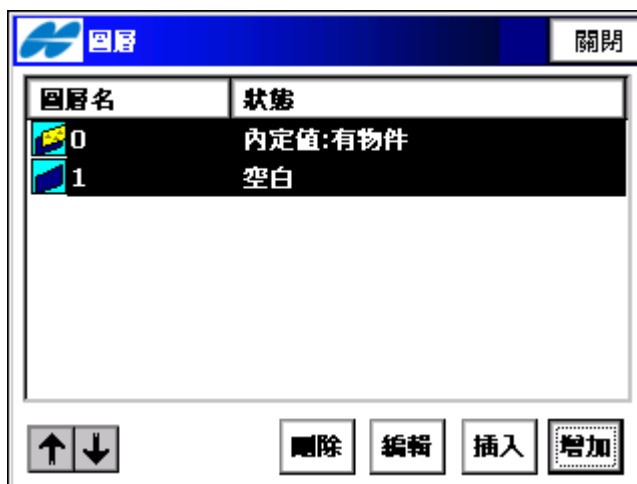 圖層
關閉
圖層名 狀態
0 內定值:有物件
1 空白
刪除 編輯 插入 增加